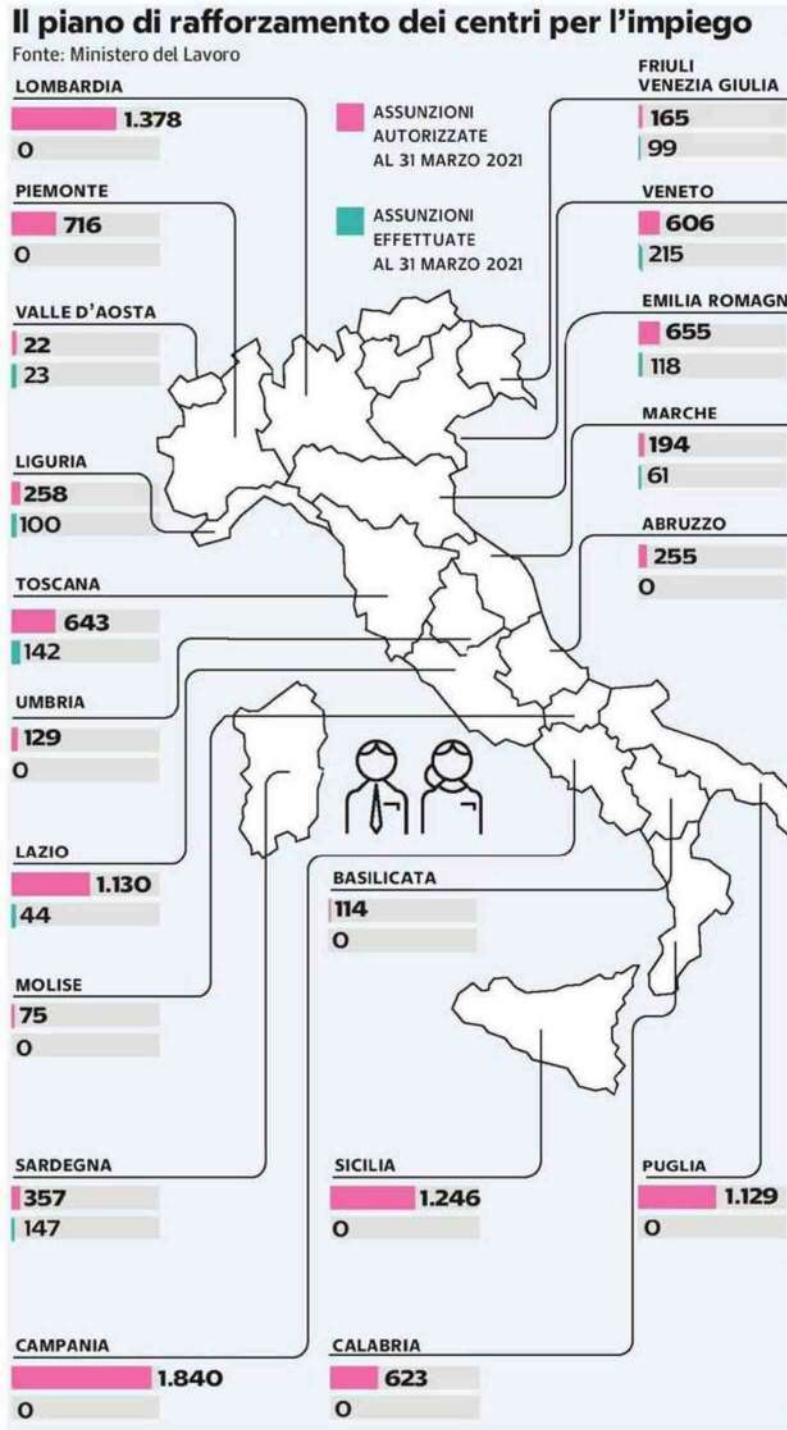 Il piano di rafforzamento dei centri per l'impiego
Fonte: Ministero del Lavoro
LOMBARDIA
1.378
0
PIEMONTE
716
0
VALLE D'AOSTA
22
23
LIGURIA
258
100
TOSCANA
643
142
UMBRIA
129
0
LAZIO
1.130
44
MOLISE
75
0
SARDEGNA
357
147
CAMPANIA
1.840
0
ASSUNZIONI
AUTORIZZATE
AL 31 MARZO 2021
ASSUNZIONI
EFFETTUATE
AL 31 MARZO 2021
BASILICATA
114
0
SICILIA
1.246
0
CALABRIA
623
0
FRIULI
VENEZIA GIULIA
165
99
VENETO
606
215
EMILIA ROMAGN
655
118
MARCHE
194
61
ABRUZZO
255
0
PUGLIA
1.129
0